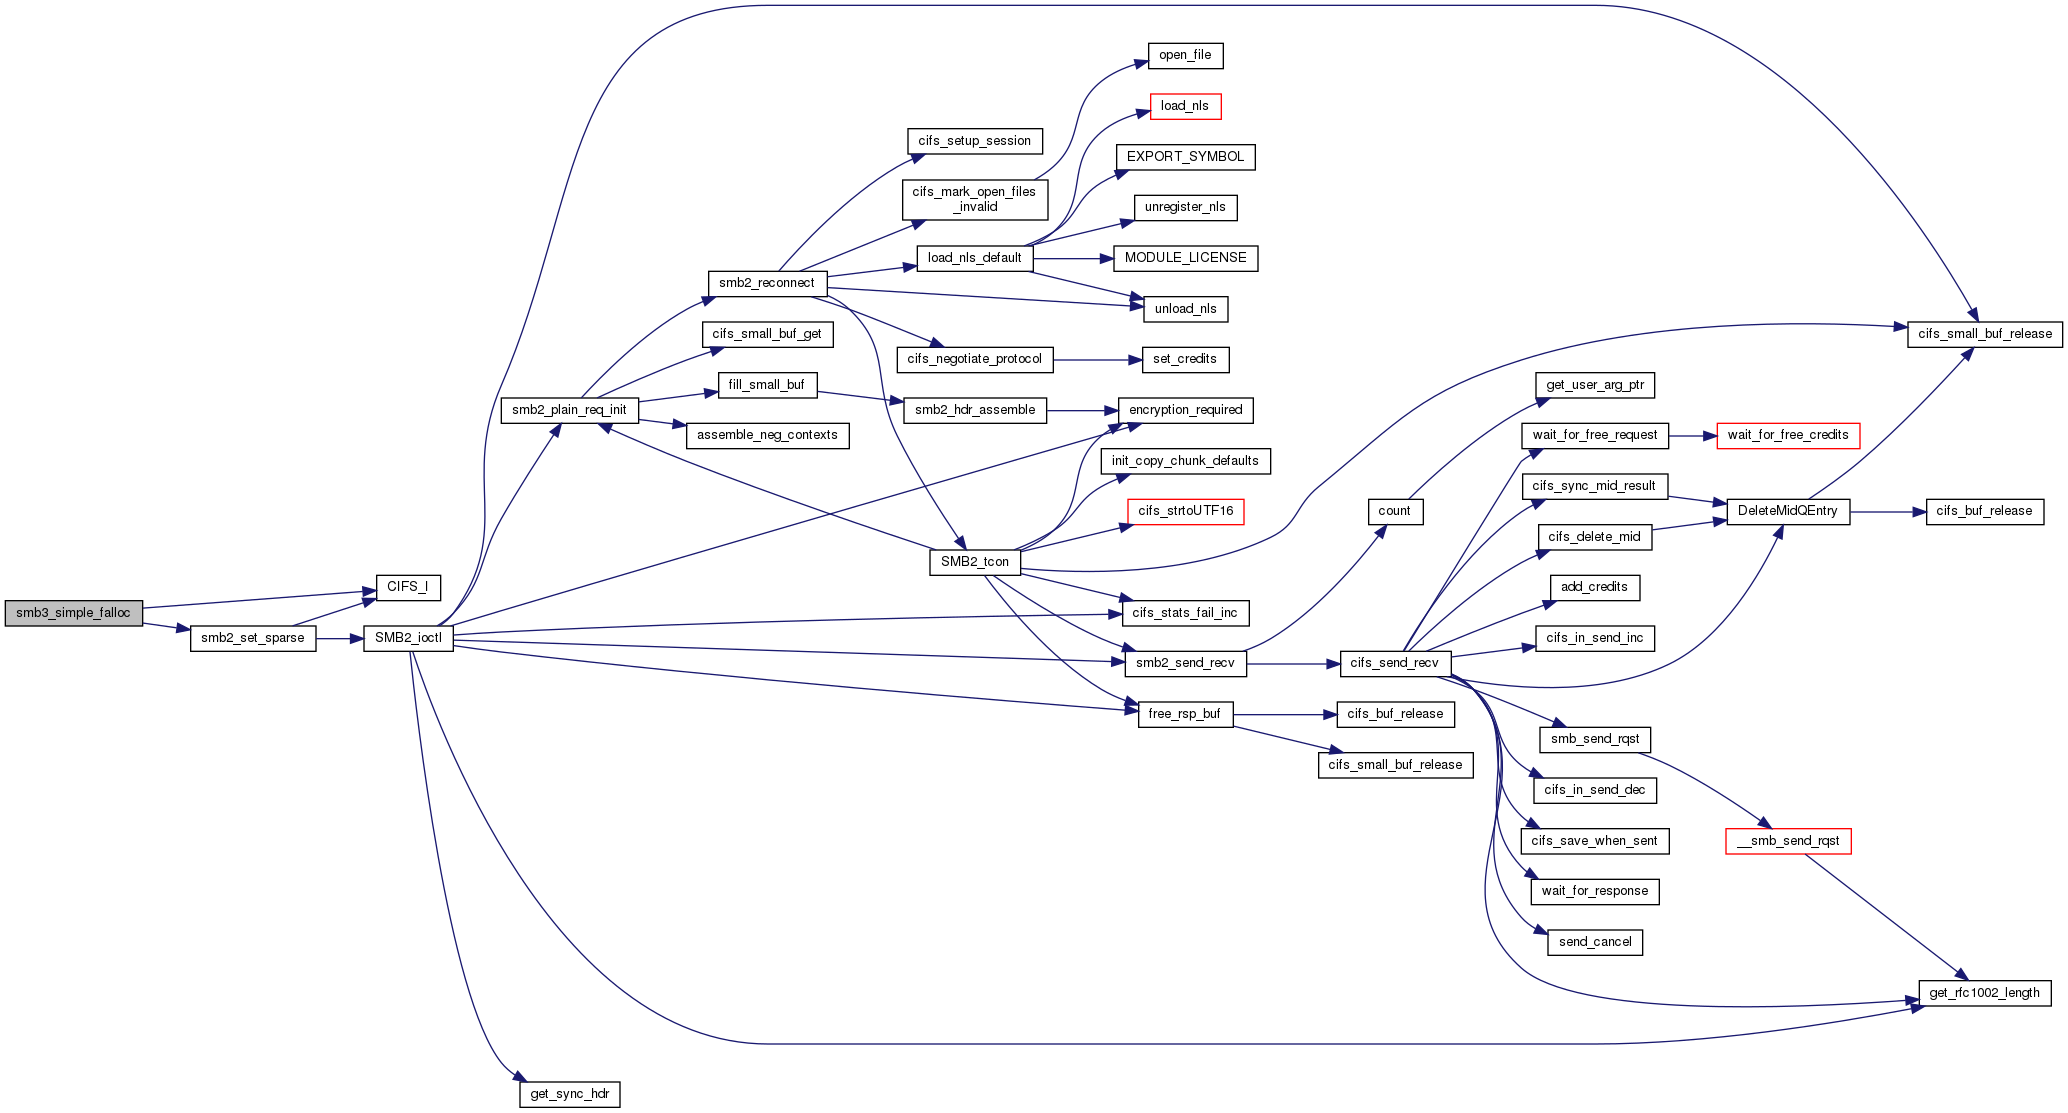 open_file
load_nls
cifs_setup_session
EXPORT_SYMBOL
cifs_mark_open_files
_invalid
unregister_nls
load_nls_default
MODULE_LICENSE
smb2_reconnect
unload_nls
cifs_small_buf_get
cifs_small_buf_release
cifs_negotiate_protocol
set_credits
fill_small_buf
get_user_arg_ptr
smb2_plain_req_init
smb2_hdr_assemble
encryption_required
assemble_neg_contexts
wait_for_free_request
wait_for_free_credits
init_copy_chunk_defaults
cifs_sync_mid_result
cifs_strtoUTF16
count
DeleteMidQEntry
cifs_buf_release
cifs_delete_mid
SMB2_tcon
CIFS_I
add_credits
smb3_simple_falloc
cifs_stats_fail_inc
smb2_set_sparse
SMB2_ioctl
cifs_in_send_inc
smb2_send_recv
cifs_send_recv
free_rsp_buf
cifs_buf_release
smb_send_rqst
cifs_small_buf_release
cifs_in_send_dec
cifs_save_when_sent
__smb_send_rqst
wait_for_response
send_cancel
get_rfc1002_length
get_sync_hdr